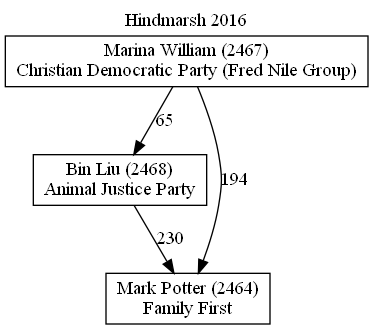 Hindmarsh 2016
Marina William (2467)
Christian Democratic Party (Fred Nile Group)
65
Bin Liu (2468)
Animal Justice Party
194
230
Mark Potter (2464)
Family First